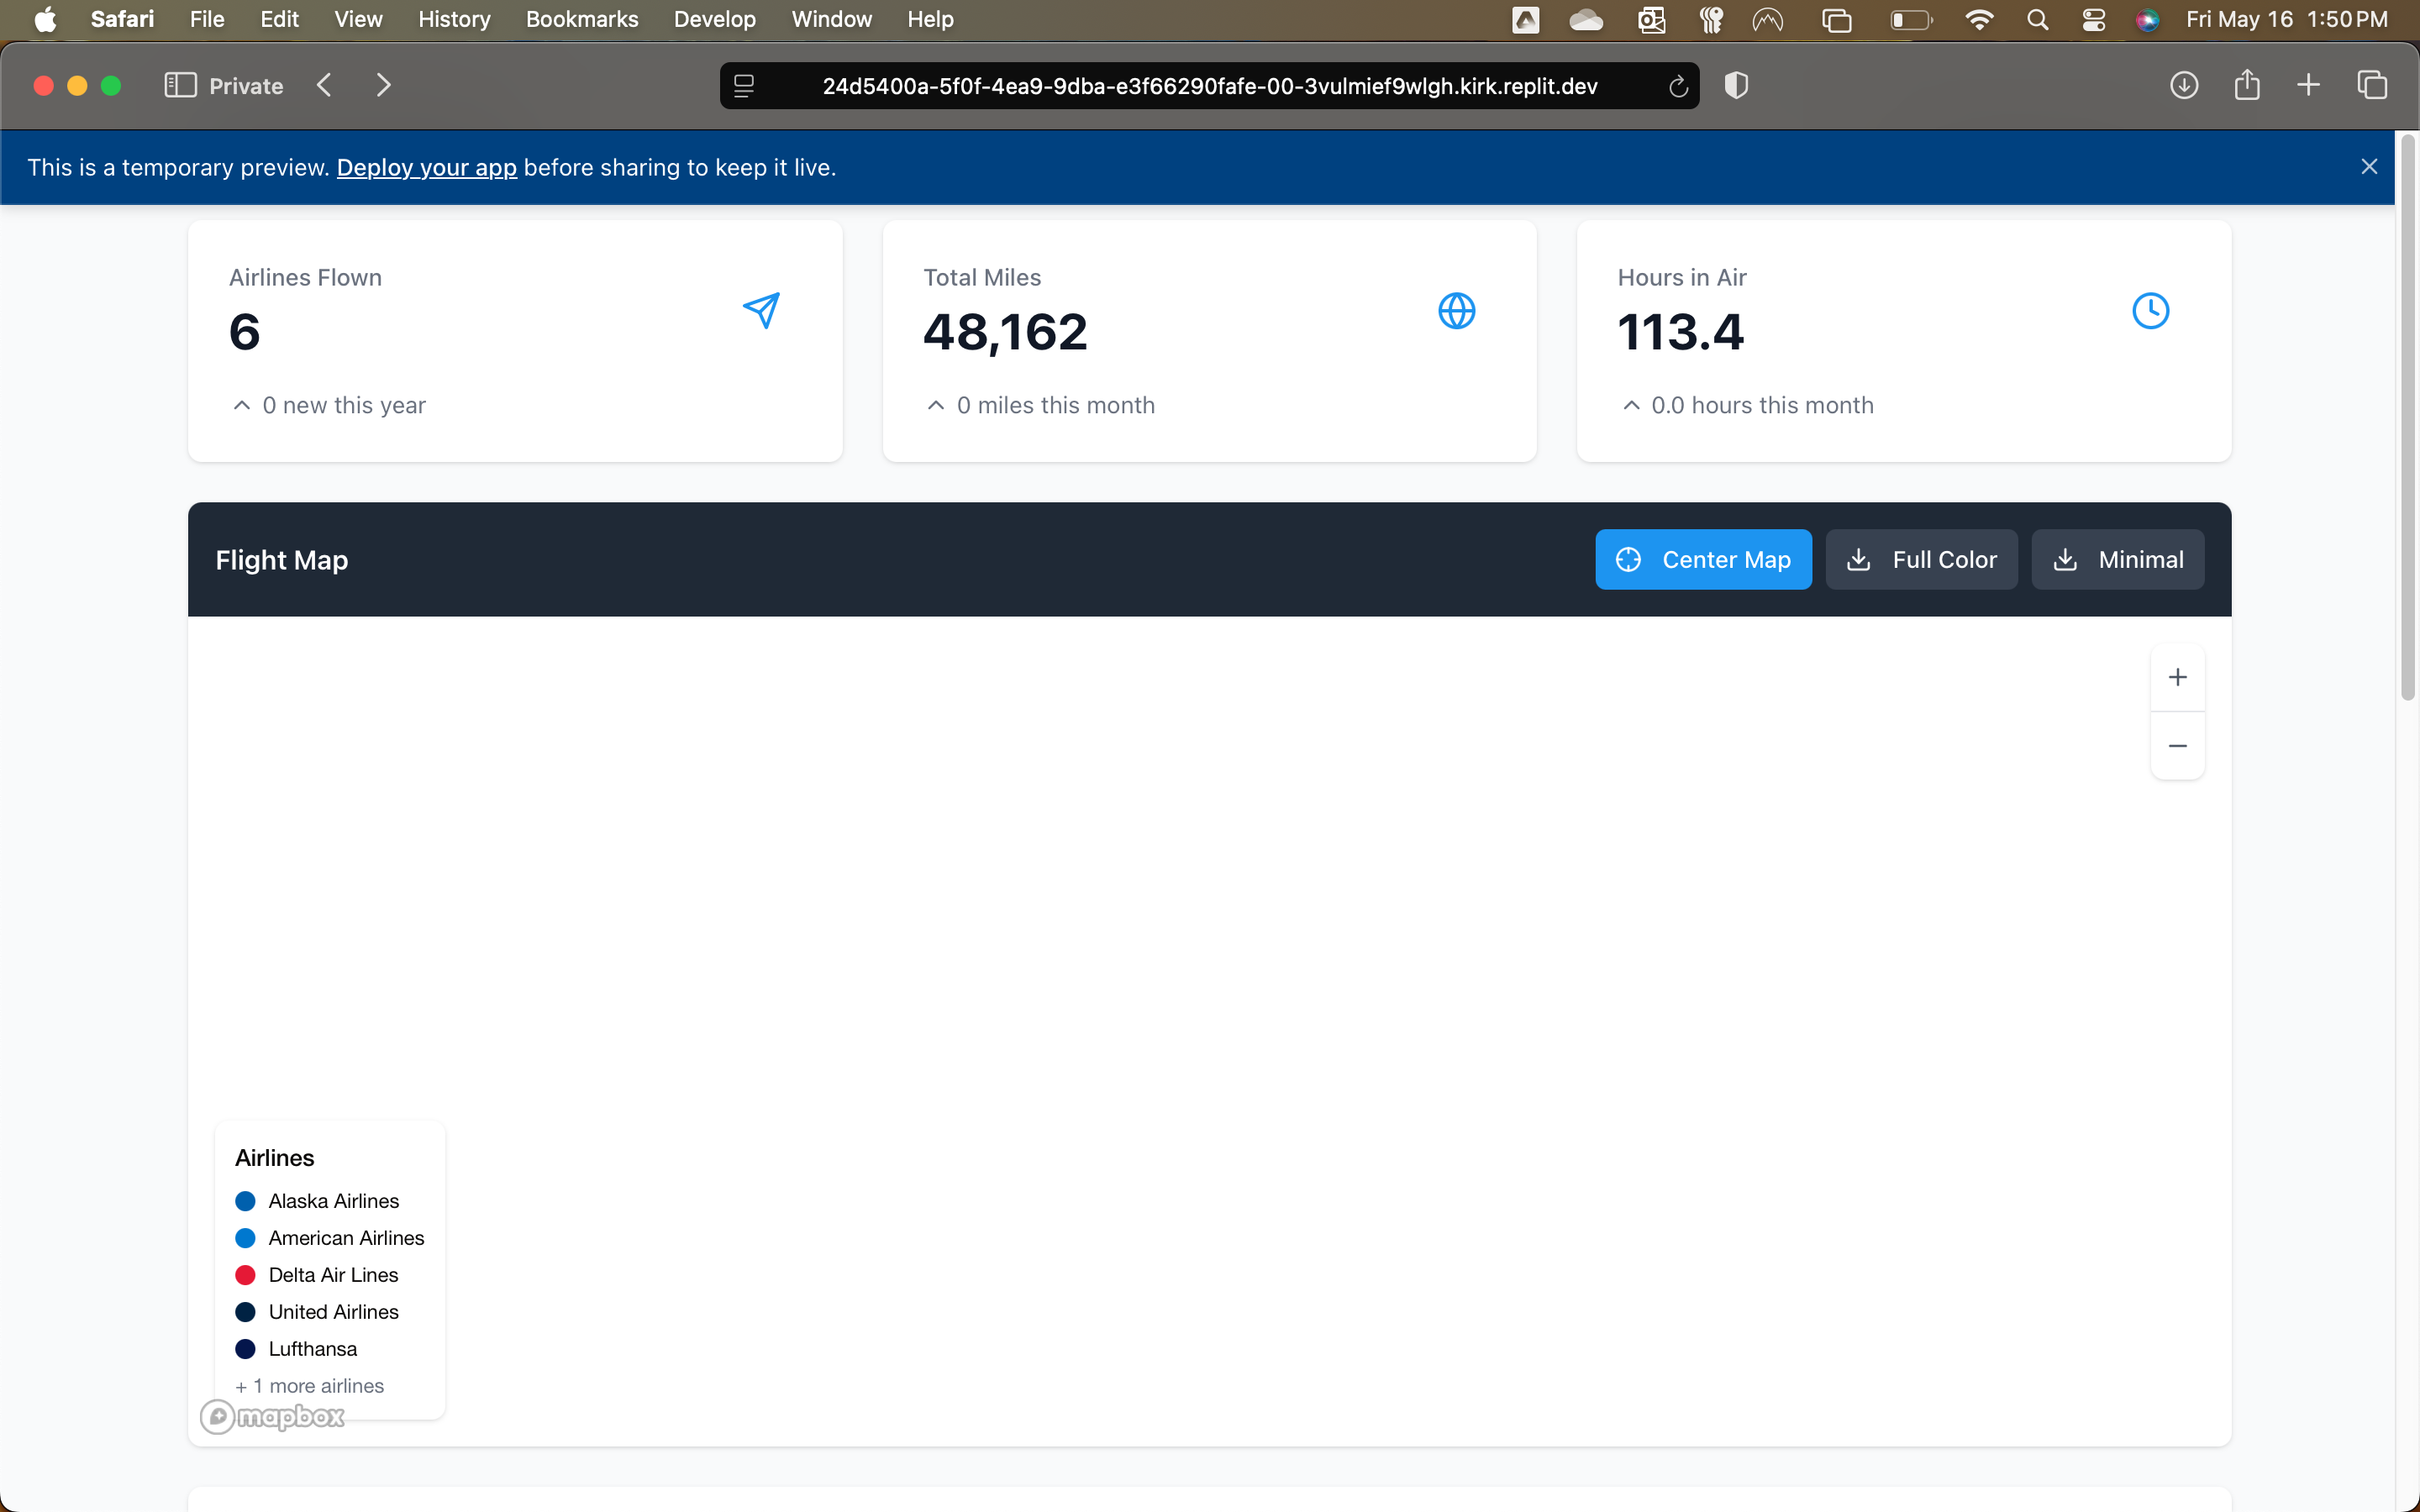 Safari File Edit View History Bookmarks Develop Window Help Fri May 16 1:50 PM
Private 24d5400a-5f0f-4ea9-9dba-e3f66290fafe-00-3vulmief9wlgh.kirk.replit.dev
This is a temporary preview. Deploy your app before sharing to keep it live.
Airlines Flown
6
0 new this year
Total Miles
48,162
0 miles this month
Hours in Air
113.4
0.0 hours this month
Flight Map Center Map Full Color Minimal
Airlines
Alaska Airlines
American Airlines
Delta Air Lines
United Airlines
Lufthansa
+ 1 more airlines
mapbox